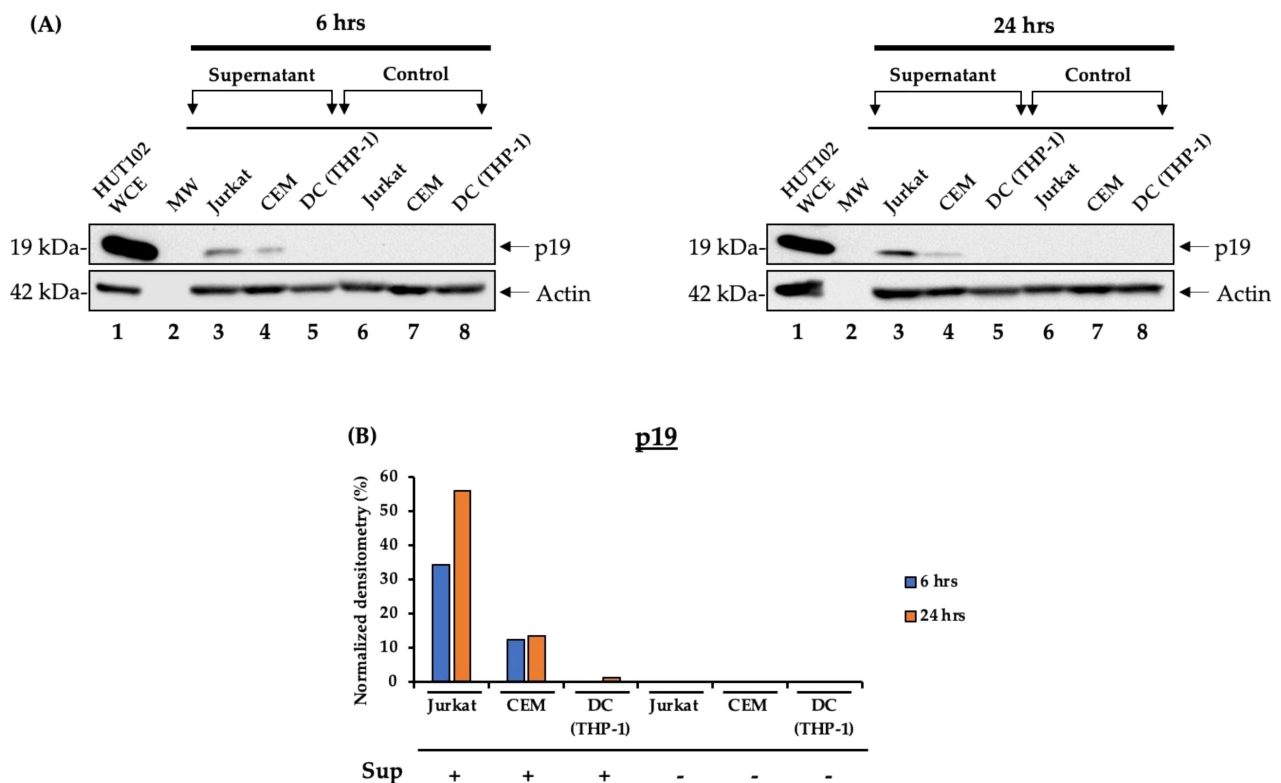 (A)
6 hrs
Supernatant Control
HUT102 WCE MW Jurkat CEM DC (THP-1) Jurkat CEM DC (THP-1)
19 kDa- p19
42 kDa- Actin
1 2 3 4 5 6 7 8
24 hrs
Supernatant Control
HUT102 WCE MW Jurkat CEM DC (THP-1) Jurkat CEM DC (THP-1)
19 kDa- p19
42 kDa- Actin
1 2 3 4 5 6 7 8
(B)
p19
Normalized densitometry (%)
60
50
40
30
20
10
0
Jurkat CEM DC (THP-1) Jurkat CEM DC (THP-1)
Sup + + + - - -
6 hrs
24 hrs